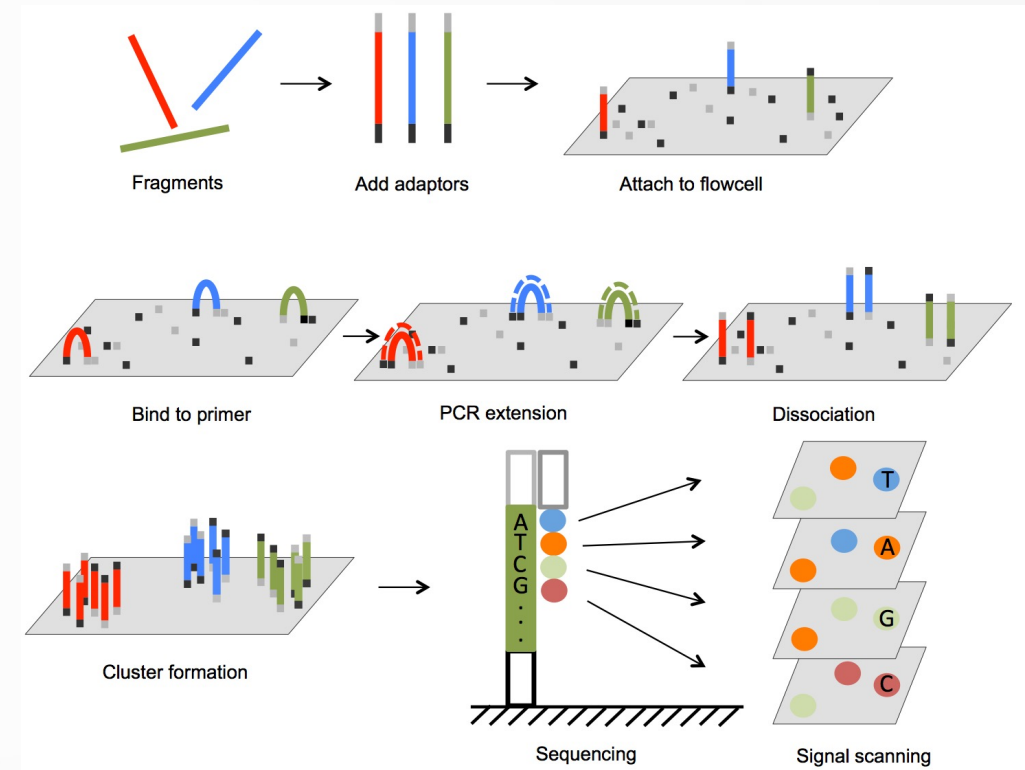 Fragments
Add adaptors
Attach to flowcell
Bind to primer
PCR extension
Dissociation
A
T
C
G
.
.
.
T
A
G
C
Cluster formation
Sequencing
Signal scanning